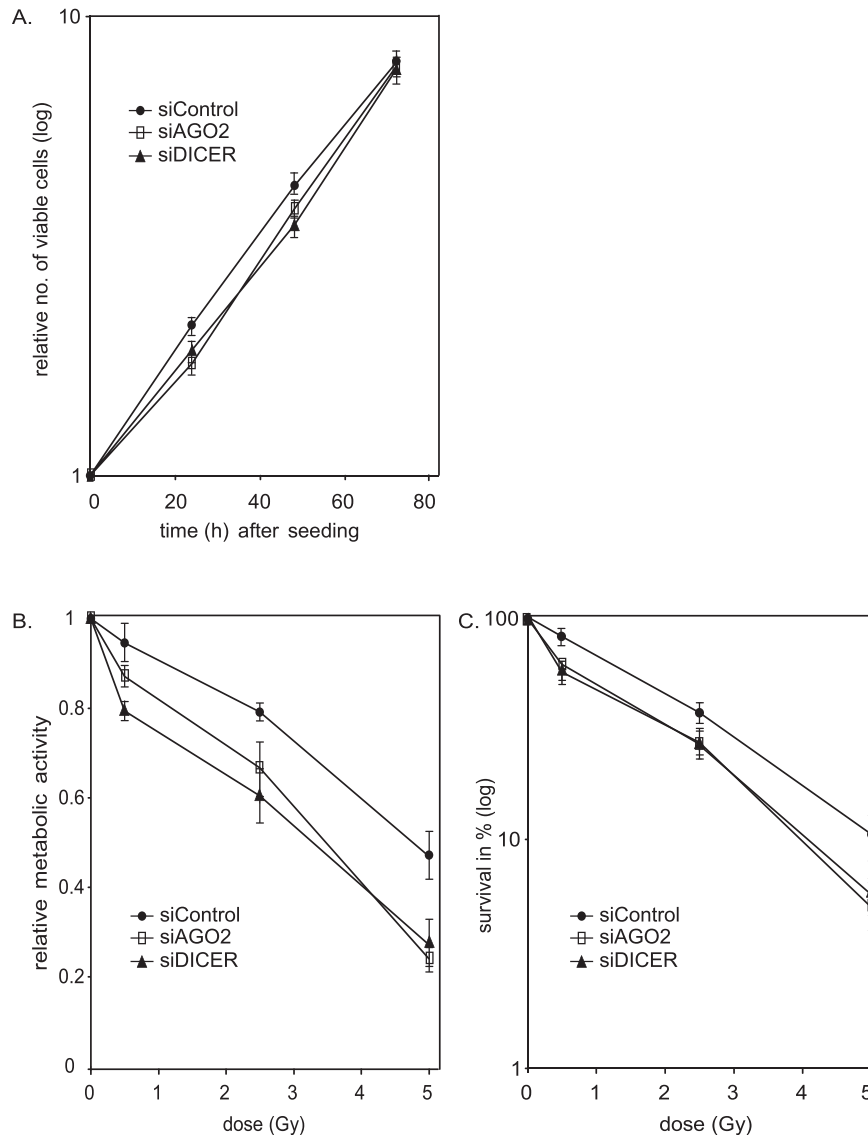 A.
10
siControl
siAGO2
siDICER
relative no. of viable cells (log)
1
0 20 40 60 80
time (h) after seeding
B.
1
0.8
0.6
0.4
0.2
0
relative metabolic activity
siControl
siAGO2
siDICER
0 1 2 3 4 5
dose (Gy)
C.
100
10
1
survival in % (log)
siControl
siAGO2
siDICER
0 1 2 3 4 5
dose (Gy)